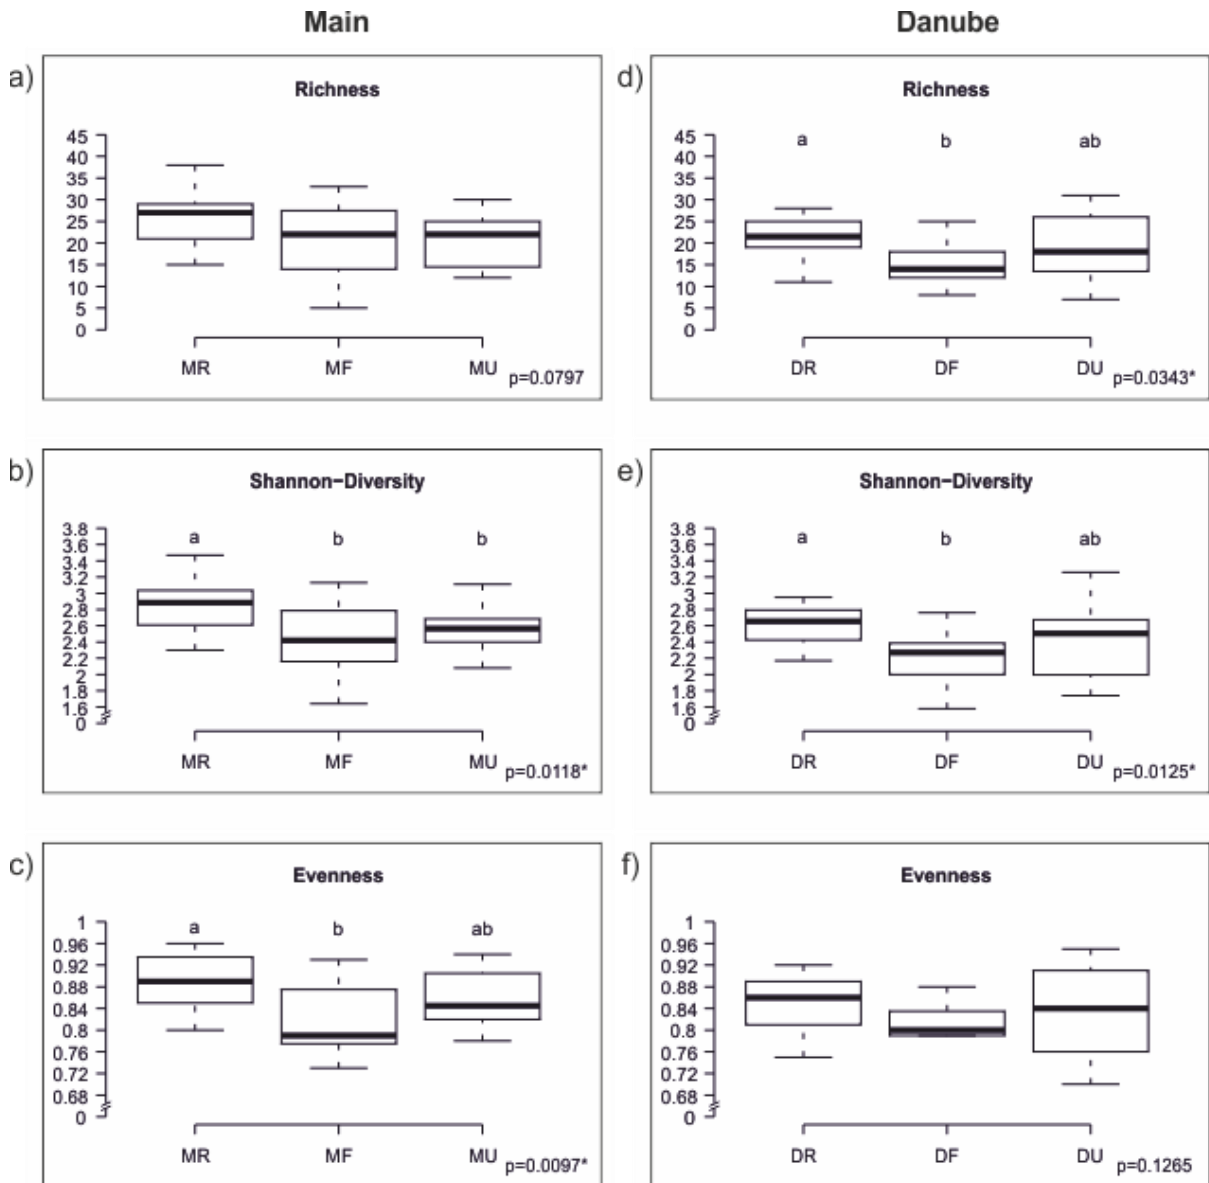 Main
Danube
a)
Richness
45
40
35
30
25
20
15
10
5
0
MR
MF
MU
p=0.0797
d)
Richness
a
b
ab
45
40
35
30
25
20
15
10
5
0
DR
DF
DU
p=0.0343*
b)
Shannon−Diversity
a
b
b
3.8
3.6
3.4
3.2
3
2.8
2.6
2.4
2.2
2
1.8
1.6
0
MR
MF
MU
p=0.0118*
e)
Shannon−Diversity
a
b
ab
3.8
3.6
3.4
3.2
3
2.8
2.6
2.4
2.2
2
1.8
1.6
0
DR
DF
DU
p=0.0125*
c)
Evenness
a
b
ab
1
0.96
0.92
0.88
0.84
0.8
0.76
0.72
0.68
0
MR
MF
MU
p=0.0097*
f)
Evenness
1
0.96
0.92
0.88
0.84
0.8
0.76
0.72
0.68
0
DR
DF
DU
p=0.1265